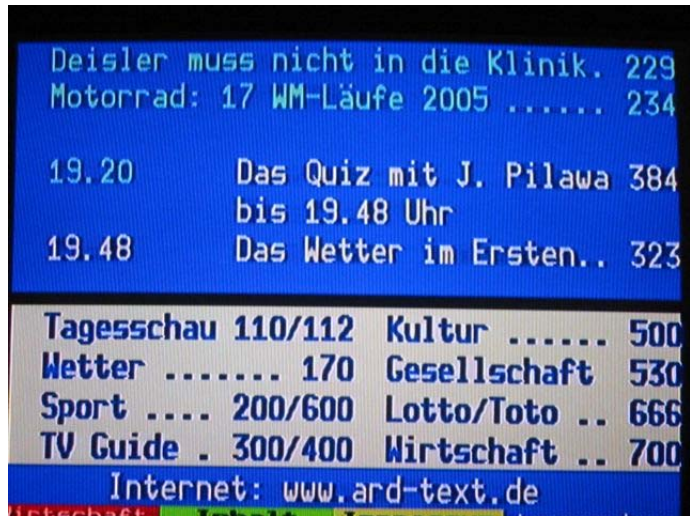 Deisler muss nicht in die Klinik. 229
Motorrad: 17 WM-Läufe 2005 ...... 234
19.20 Das Quiz mit J. Pilawa 384
bis 19.48 Uhr
19.48 Das Wetter im Ersten.. 323
Tagesschau 110/112 Kultur ...... 500
Wetter ....... 170 Gesellschaft 530
Sport .... 200/600 Lotto/Toto .. 666
TV Guide . 300/400 Wirtschaft .. 700
Internet: www.ard-text.de
Wirtschaft Inhalt